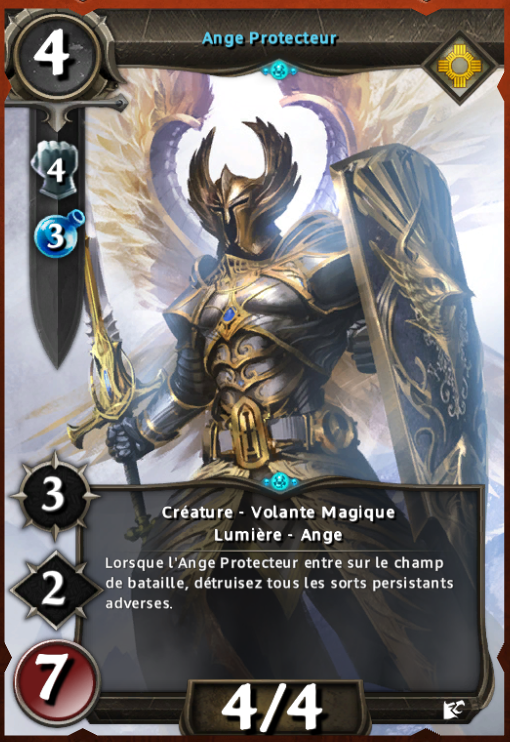 4
Ange Protecteur
4
3
3
Créature - Volante Magique
Lumière - Ange
Lorsque l'Ange Protecteur entre sur le champ
de bataille, détruisez tous les sorts persistants
adverses.
2
7
4/4